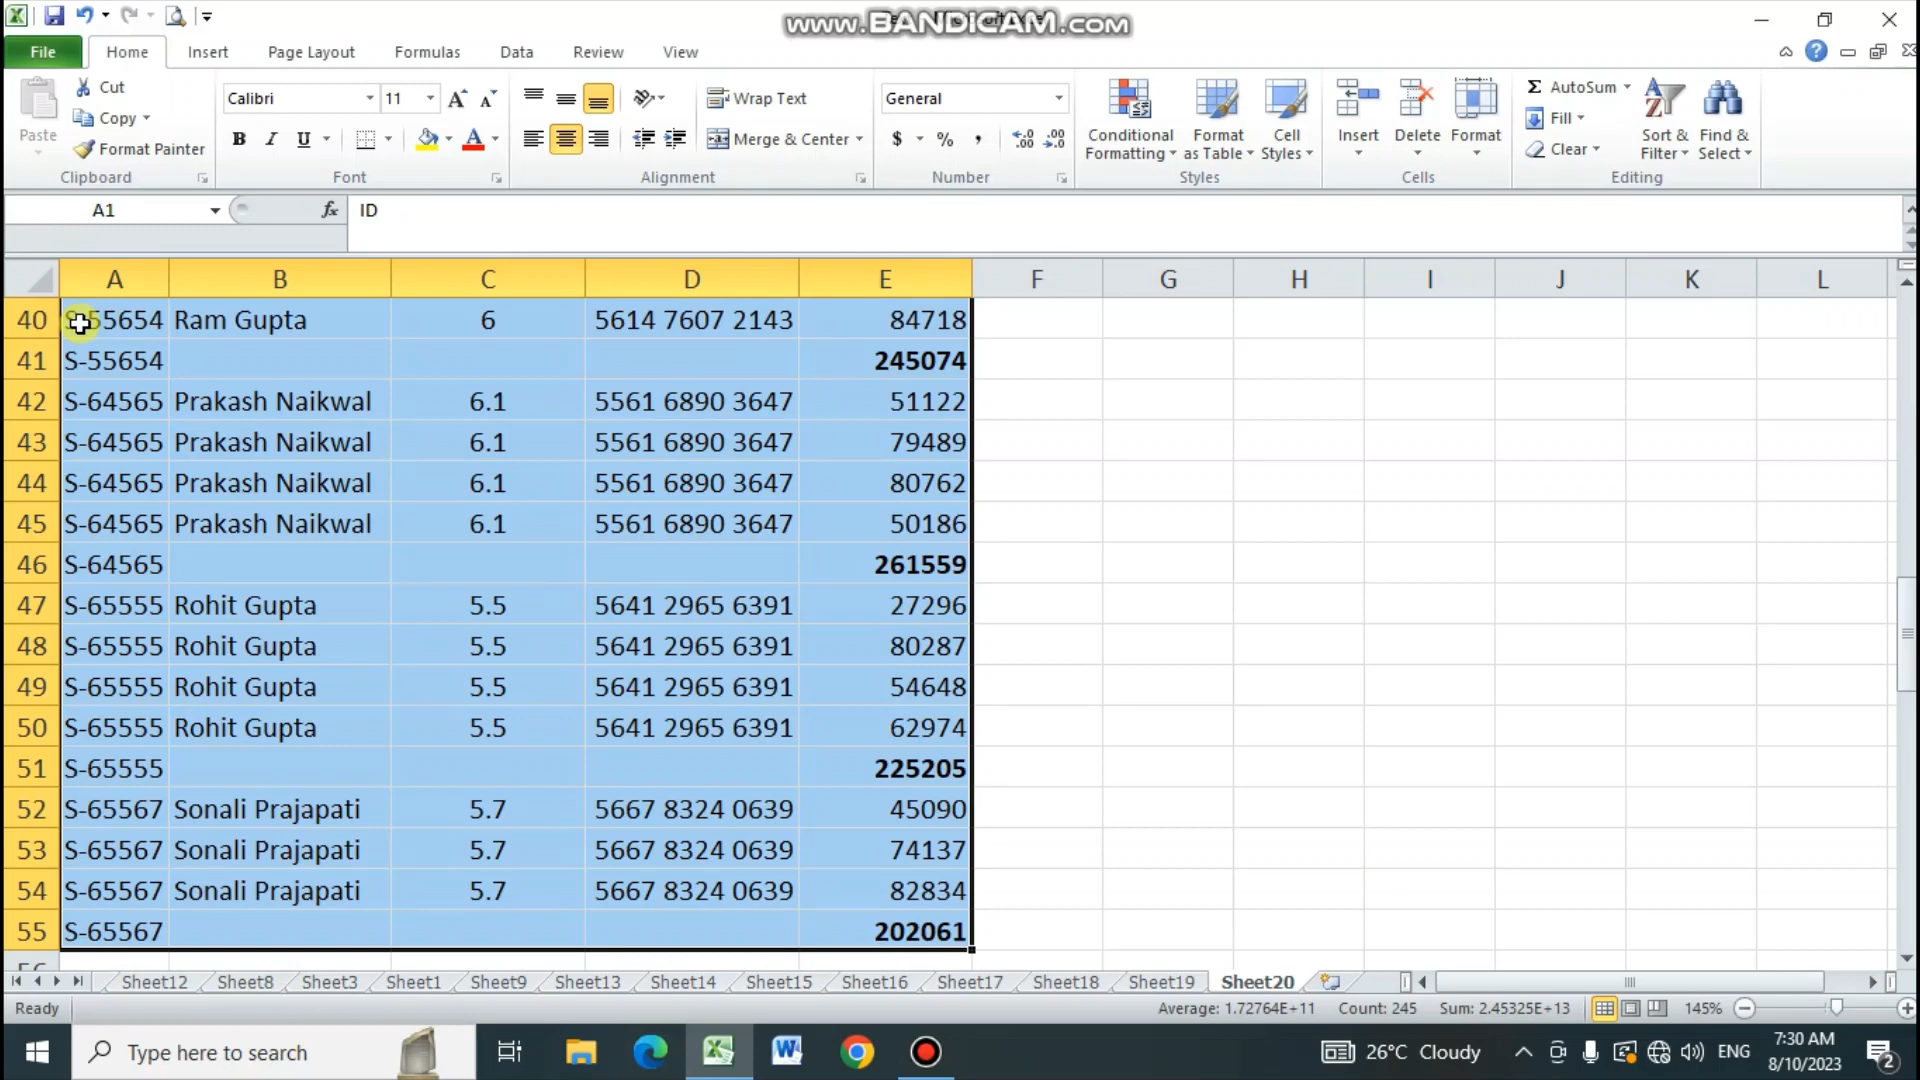 www.BANDICAM.com
File Home Insert Page Layout Formulas Data Review View
Cut
Copy
Format Painter
Paste
Clipboard
Calibri 11
B I U
Font
Wrap Text
Merge & Center
Alignment
General
$ % ,
Number
Conditional Formatting
Format as Table
Cell Styles
Styles
Insert Delete Format
Cells
Σ AutoSum
Fill
Clear
Sort & Filter
Find & Select
Editing
A1 fx ID
A B C D E F G H I J K L
40 S-55654 Ram Gupta 6 5614 7607 2143 84718
41 S-55654 245074
42 S-64565 Prakash Naikwal 6.1 5561 6890 3647 51122
43 S-64565 Prakash Naikwal 6.1 5561 6890 3647 79489
44 S-64565 Prakash Naikwal 6.1 5561 6890 3647 80762
45 S-64565 Prakash Naikwal 6.1 5561 6890 3647 50186
46 S-64565 261559
47 S-65555 Rohit Gupta 5.5 5641 2965 6391 27296
48 S-65555 Rohit Gupta 5.5 5641 2965 6391 80287
49 S-65555 Rohit Gupta 5.5 5641 2965 6391 54648
50 S-65555 Rohit Gupta 5.5 5641 2965 6391 62974
51 S-65555 225205
52 S-65567 Sonali Prajapati 5.7 5667 8324 0639 45090
53 S-65567 Sonali Prajapati 5.7 5667 8324 0639 74137
54 S-65567 Sonali Prajapati 5.7 5667 8324 0639 82834
55 S-65567 202061
Sheet12 Sheet8 Sheet3 Sheet1 Sheet9 Sheet13 Sheet14 Sheet15 Sheet16 Sheet17 Sheet18 Sheet19 Sheet20
Ready Average: 1.72764E+11 Count: 245 Sum: 2.45325E+13 145%
Type here to search 26°C Cloudy ENG 7:30 AM
8/10/2023 2